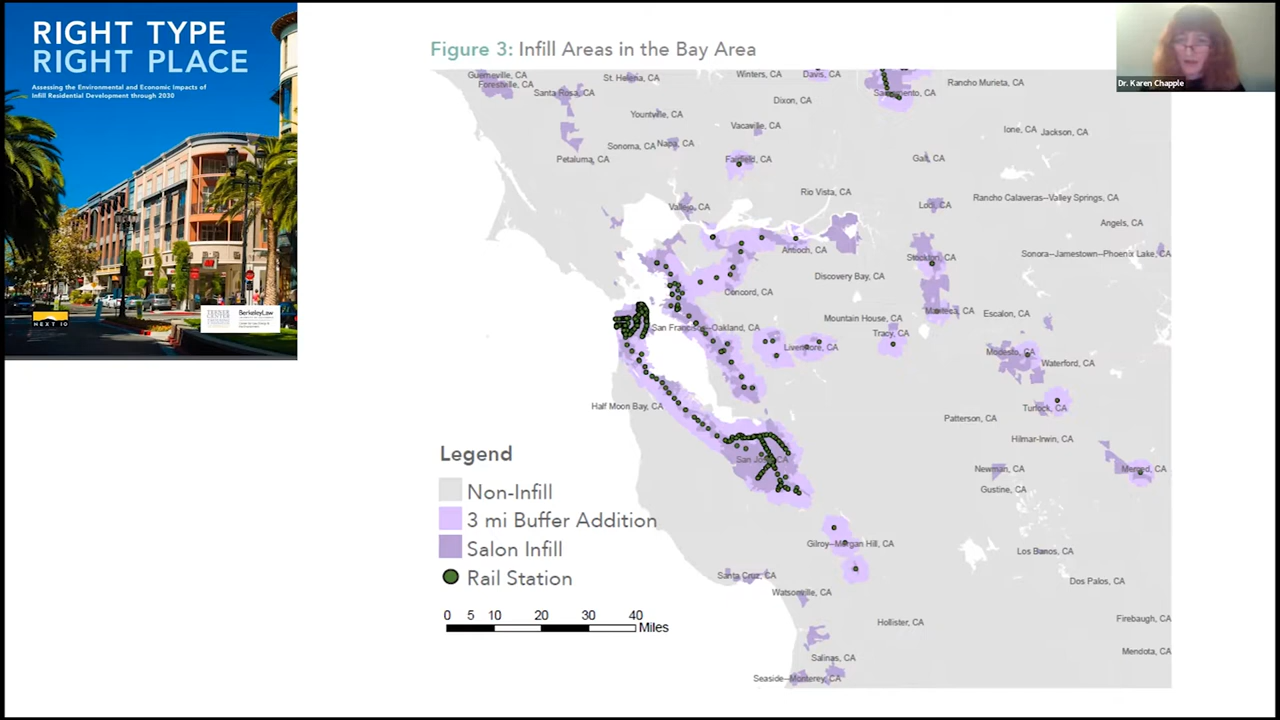 RIGHT TYPE
RIGHT PLACE
Assessing the Environmental and Economic Impacts of
Infill Residential Development through 2030
NEXT 10
BerkeleyLaw
Figure 3: Infill Areas in the Bay Area
Dr. Karen Chapple
Guerneville, CA
Forestville, CA
Santa Rosa, CA
St. Helena, CA
Winters, CA
Davis, CA
Sacramento, CA
Rancho Murieta, CA
Dixon, CA
Yountville, CA
Vacaville, CA
Ione, CA
Jackson, CA
Sonoma, CA
Napa, CA
Petaluma, CA
Fairfield, CA
Galt, CA
Rio Vista, CA
Vallejo, CA
Lodi, CA
Rancho Calaveras—Valley Springs, CA
Angels, CA
Antioch, CA
Stockton, CA
Sonora—Jamestown—Phoenix Lake, CA
Discovery Bay, CA
Concord, CA
Manteca, CA
Escalon, CA
Mountain House, CA
San Francisco—Oakland, CA
Tracy, CA
Livermore, CA
Modesto, CA
Waterford, CA
Half Moon Bay, CA
Turlock, CA
Patterson, CA
Hilmar-Irwin, CA
San Jose, CA
Newman, CA
Merced, CA
Gustine, CA
Gilroy—Morgan Hill, CA
Los Banos, CA
Santa Cruz, CA
Dos Palos, CA
Watsonville, CA
Hollister, CA
Firebaugh, CA
Salinas, CA
Mendota, CA
Seaside—Monterey, CA
Legend
Non-Infill
3 mi Buffer Addition
Salon Infill
Rail Station
0 5 10 20 30 40
Miles